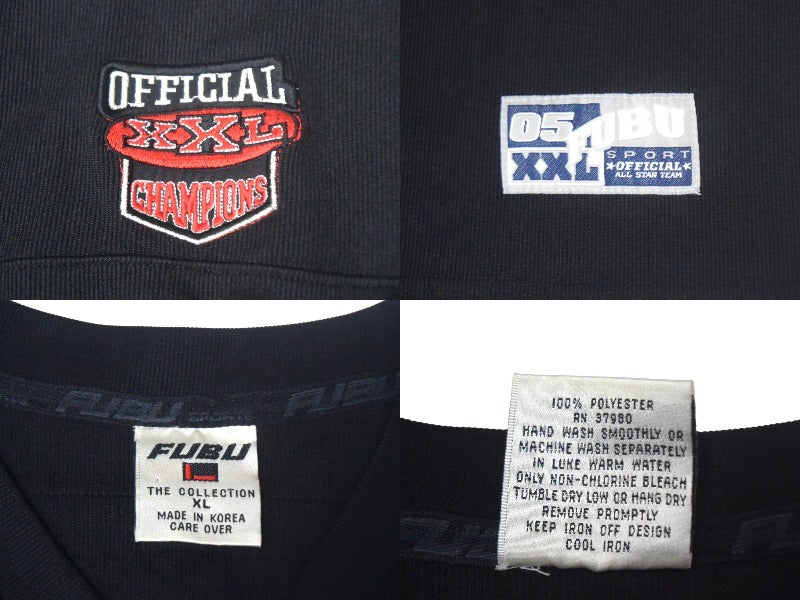 OFFICIAL
XXL
CHAMPIONS
05 FUBU
XXL SPORT
★OFFICIAL★
ALL STAR TEAM
FUBU FUBU
FUBU
THE COLLECTION
XL
MADE IN KOREA
CARE OVER
100% POLYESTER
RN 97980
HAND WASH SMOOTHLY OR
MACHINE WASH SEPARATELY
IN LUKE WARM WATER
ONLY NON-CHLORINE BLEACH
TUMBLE DRY LOW OR HANG DRY
REMOVE PROMPTLY
KEEP IRON OFF DESIGN
COOL IRON
FUBU